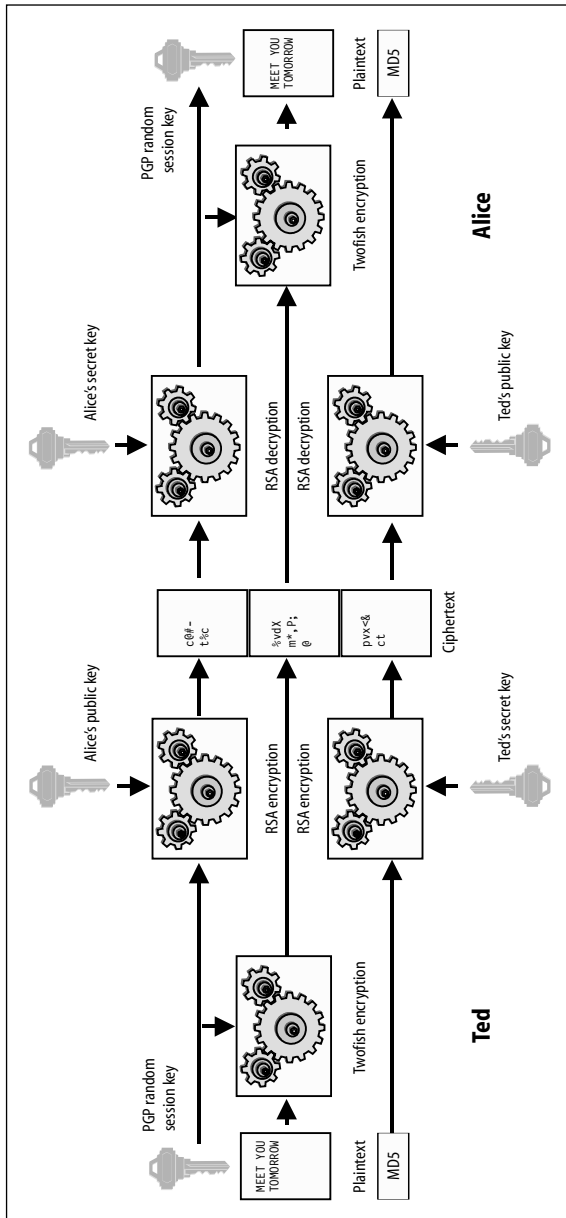 PGP random
session key
Alice's public key
Alice's secret key
PGP random
session key
MEET YOU
TOMORROW
Plaintext
MD5
Twofish encryption
RSA encryption
RSA encryption
c@#-
t%c
%vdX
m*,P;
@
pvx<&
ct
Ciphertext
RSA decryption
RSA decryption
Twofish encryption
MEET YOU
TOMORROW
Plaintext
MD5
Ted's secret key
Ted's public key
Ted
Alice